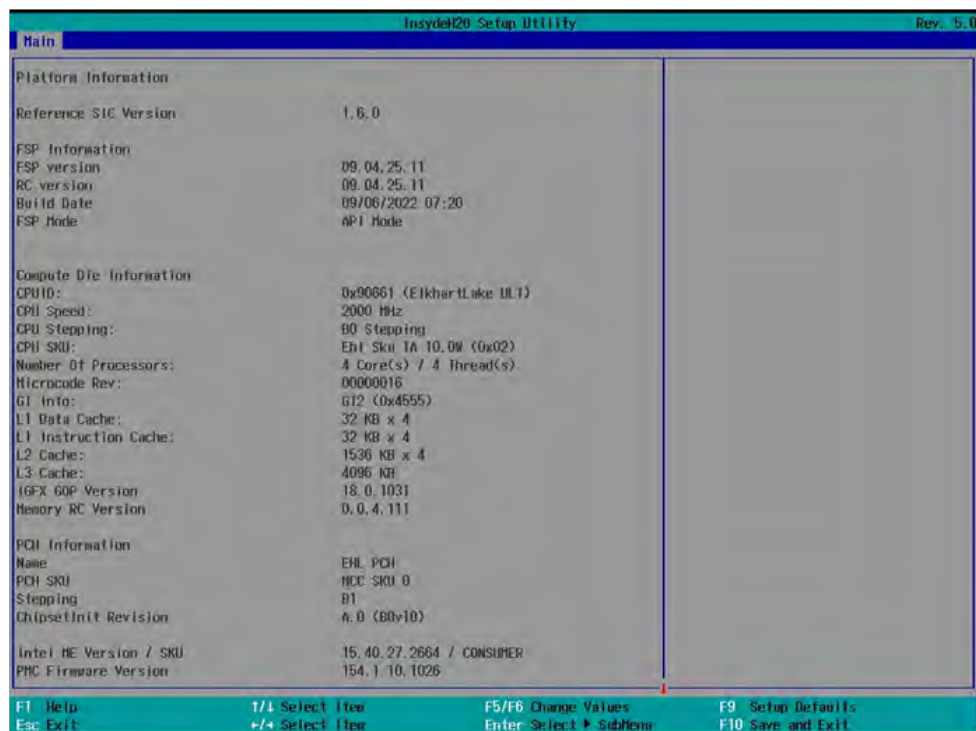 InsydeH20 Setup Utility Rev. 5.0
Main
Platform Information
Reference SIC Version 1.6.0
FSP Information
FSP version 09.04.25.11
RC version 09.04.25.11
Build Date 09/06/2022 07:20
FSP Mode API Mode
Compute Die Information
CPUID: 0x90661 (ElkhartLake ULT)
CPU Speed: 2000 MHz
CPU Stepping: B0 Stepping
CPU SKU: Ehl Sku IA 10.0W (0x02)
Number Of Processors: 4 Core(s) / 4 Thread(s)
Microcode Rev: 00000016
GT Info: GT2 (0x4555)
L1 Data Cache: 32 KB x 4
L1 Instruction Cache: 32 KB x 4
L2 Cache: 1536 KB x 4
L3 Cache: 4096 KB
IGFX GOP Version 18.0.1031
Memory RC Version 0.0.4.111
PCH Information
Name EHL PCH
PCH SKU MCC SKU 0
Stepping B1
ChipsetInit Revision A.0 (B0v10)
Intel ME Version / SKU 15.40.27.2664 / CONSUMER
PMC Firmware Version 154.1.10.1026
F1 Help ↑/↓ Select Item F5/F6 Change Values F9 Setup Defaults
Esc Exit ←/→ Select Item Enter Select ▶ SubMenu F10 Save and Exit